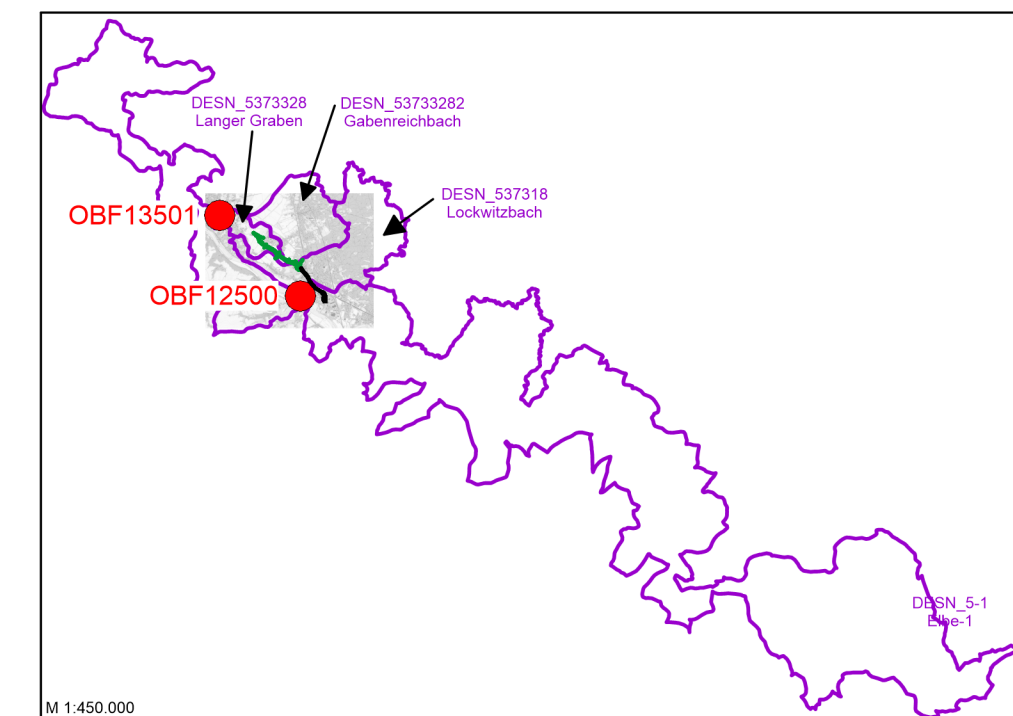 DESN_5373328
Langer Graben
DESN_53733282
Gabenreichbach
DESN_537318
Lockwitzbach
OBF13501
OBF12500
DESN_5-1
Elbe-1
M 1:450.000